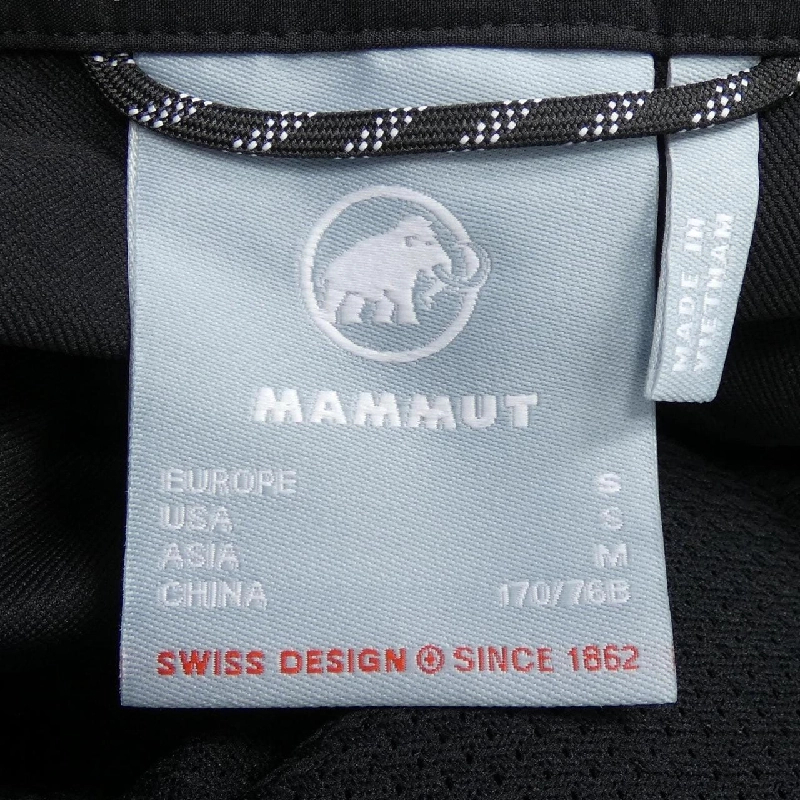 MAMMUT
EUROPE S
USA S
ASIA M
CHINA 170/76B
SWISS DESIGN SINCE 1862
MADE IN
VIETNAM